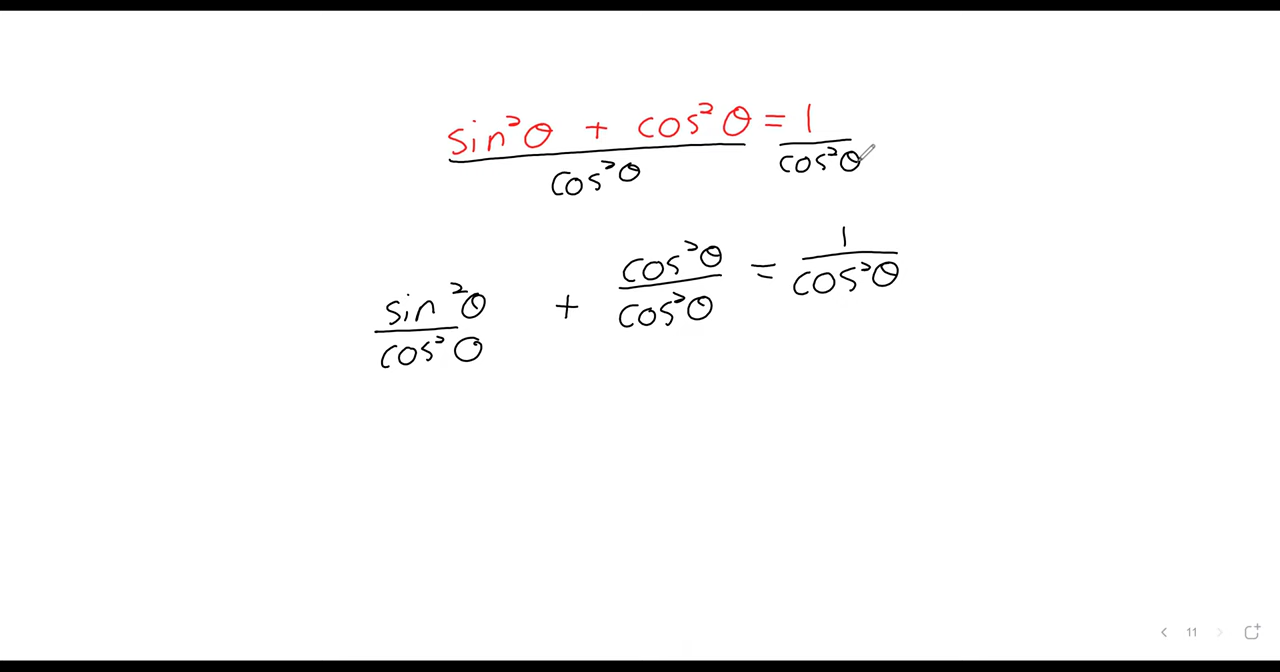 sin²θ + cos²θ = 1
cos²θ cos²θ
sin²θ + cos²θ = 1
cos²θ cos²θ cos²θ
11